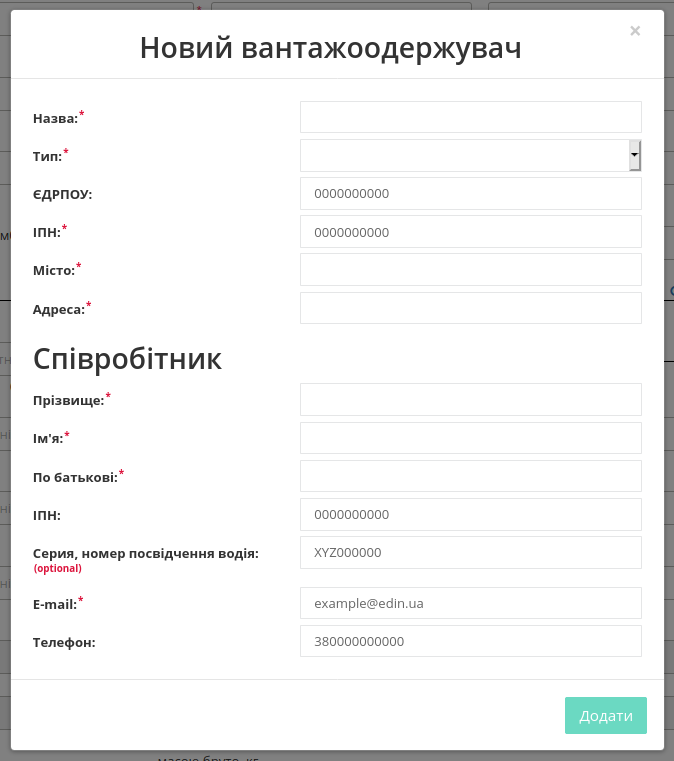 ×
Новий вантажоодержувач
Назва:*
Тип:*
ЄДРПОУ: 0000000000
ІПН:* 0000000000
Місто:*
Адреса:*
Співробітник
Прізвище:*
Ім'я:*
По батькові:*
ІПН: 0000000000
Серия, номер посвідчення водія: XYZ000000
(optional)
E-mail:* example@edin.ua
Телефон: 380000000000
Додати